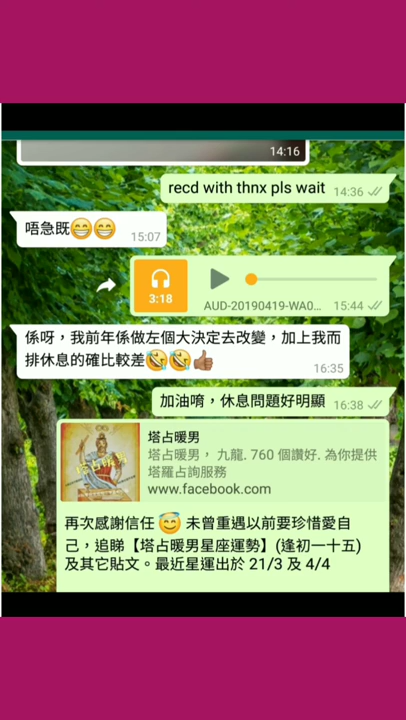 14:16
recd with thnx pls wait 14:36
唔急既😁😁 15:07
3:18
AUD-20190419-WA0... 15:44
係呀，我前年係做左個大決定去改變，加上我而
排休息的確比較差🤣🤣👍🏾 16:35
加油唷，休息問題好明顯 16:38
塔占暖男
塔占暖男， 九龍. 760 個讚好. 為你提供
塔羅占詢服務
www.facebook.com
再次感謝信任 😇 未曾重遇以前要珍惜愛自
己，追睇【塔占暖男星座運勢】(逢初一十五)
及其它貼文。最近星運出於 21/3 及 4/4